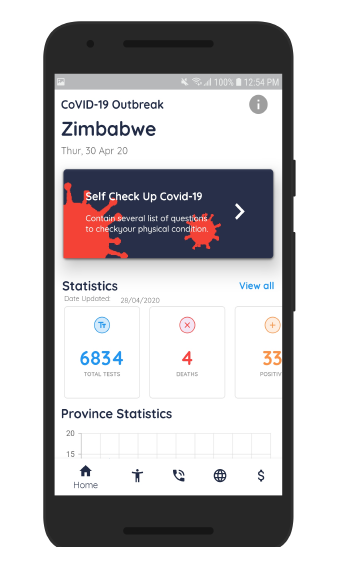 100% 12:54 PM
CoVID-19 Outbreak
i
Zimbabwe
Thur, 30 Apr 20
Self Check Up Covid-19
Contain several list of questions
to checkyour physical condition.
Statistics
View all
Date Updated: 28/04/2020
Tт
6834
4
33
TOTAL TESTS
DEATHS
POSITIV
Province Statistics
20
15
Home
$